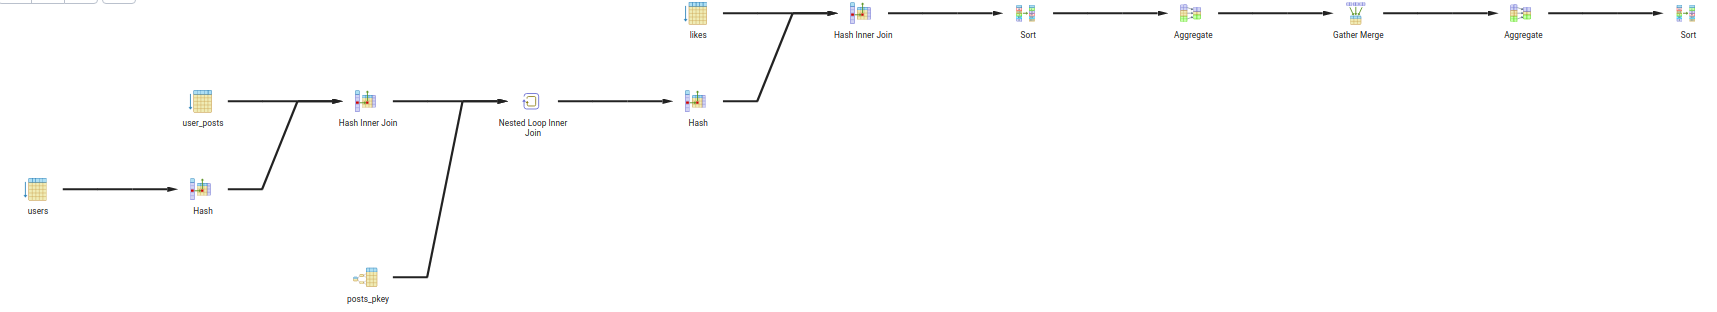 likes
Hash Inner Join
Sort
Aggregate
Gather Merge
Aggregate
Sort
user_posts
Hash Inner Join
Nested Loop Inner
Join
Hash
users
Hash
posts_pkey